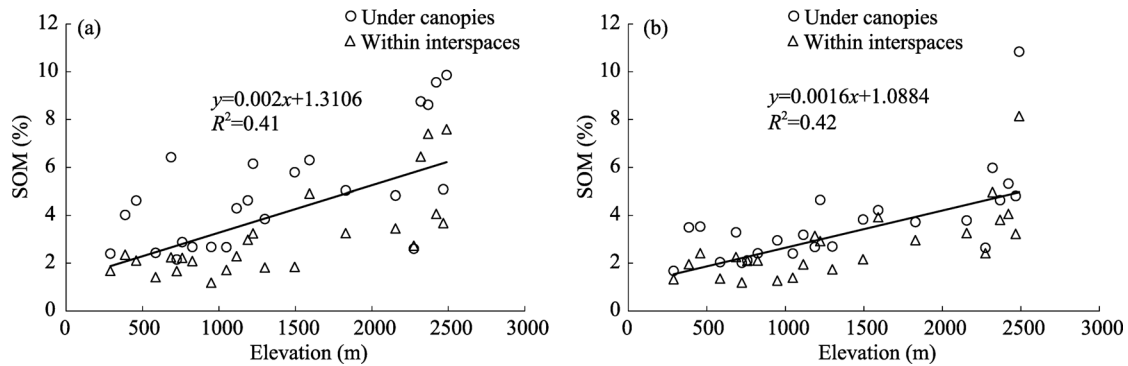 (a)
○ Under canopies
△ Within interspaces
y=0.002x+1.3106
R²=0.41
SOM (%)
12
10
8
6
4
2
0
0 500 1000 1500 2000 2500 3000
Elevation (m)
(b)
○ Under canopies
△ Within interspaces
y=0.0016x+1.0884
R²=0.42
SOM (%)
12
10
8
6
4
2
0
0 500 1000 1500 2000 2500 3000
Elevation (m)